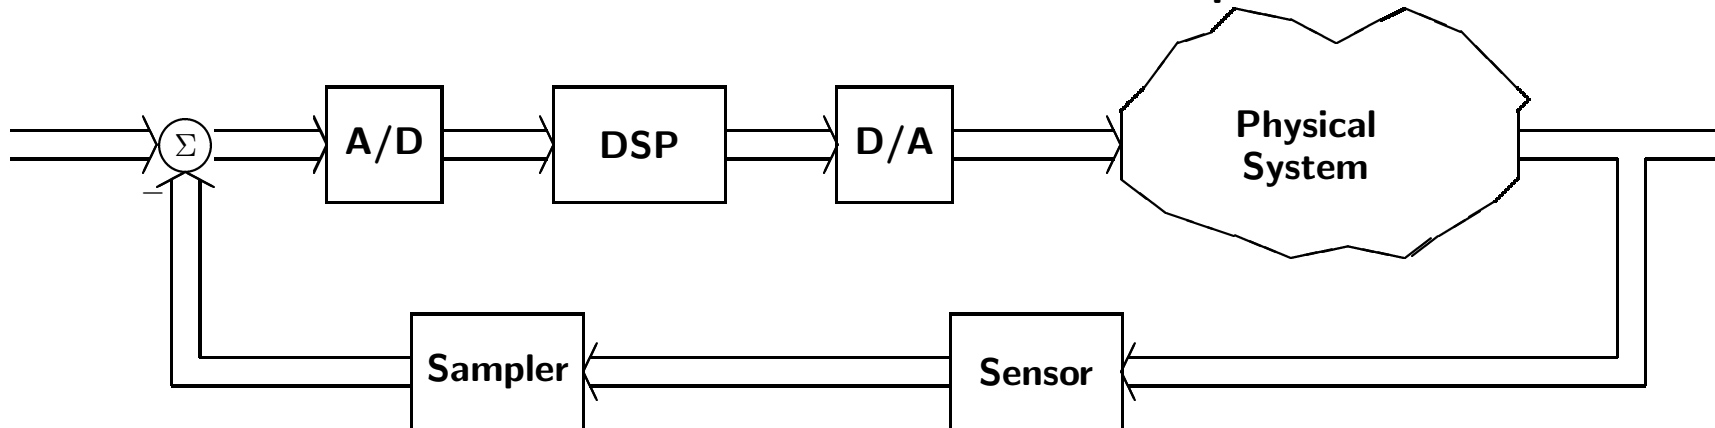 Σ
A/D
DSP
D/A
Physical
System
−
Sampler
Sensor